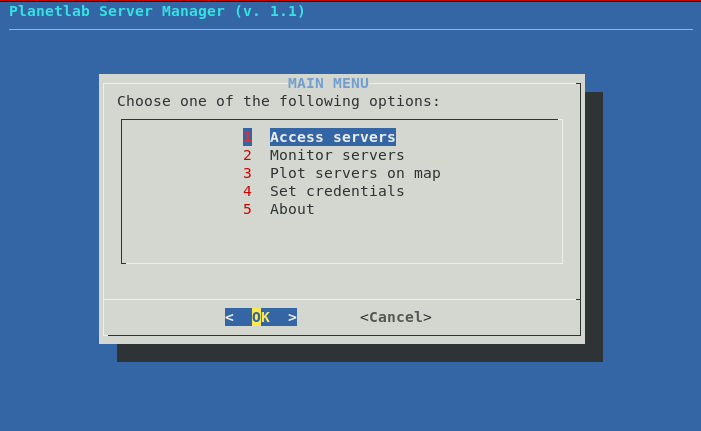 Planetlab Server Manager (v. 1.1)
MAIN MENU
Choose one of the following options:
1 Access servers
2 Monitor servers
3 Plot servers on map
4 Set credentials
5 About
< OK > <Cancel>